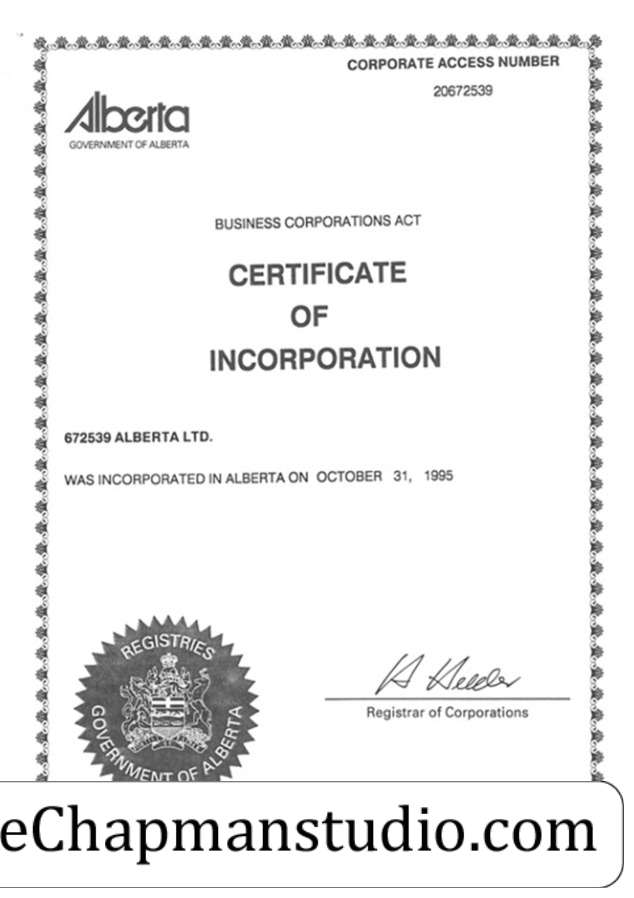 CORPORATE ACCESS NUMBER
20672539
Alberta
GOVERNMENT OF ALBERTA
BUSINESS CORPORATIONS ACT
CERTIFICATE
OF
INCORPORATION
672539 ALBERTA LTD.
WAS INCORPORATED IN ALBERTA ON OCTOBER 31, 1995
REGISTRIES
GOVERNMENT OF ALBERTA
Registrar of Corporations
eChapmanstudio.com